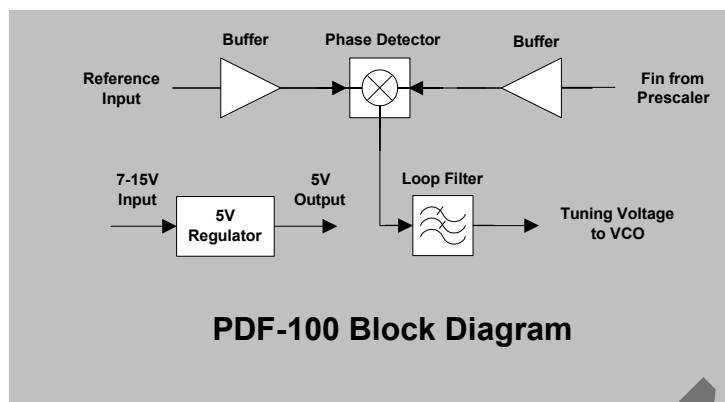 Buffer
Phase Detector
Buffer
Reference
Input
Fin from
Prescaler
7-15V
Input
5V
Output
Loop Filter
5V
Regulator
Tuning Voltage
to VCO
PDF-100 Block Diagram